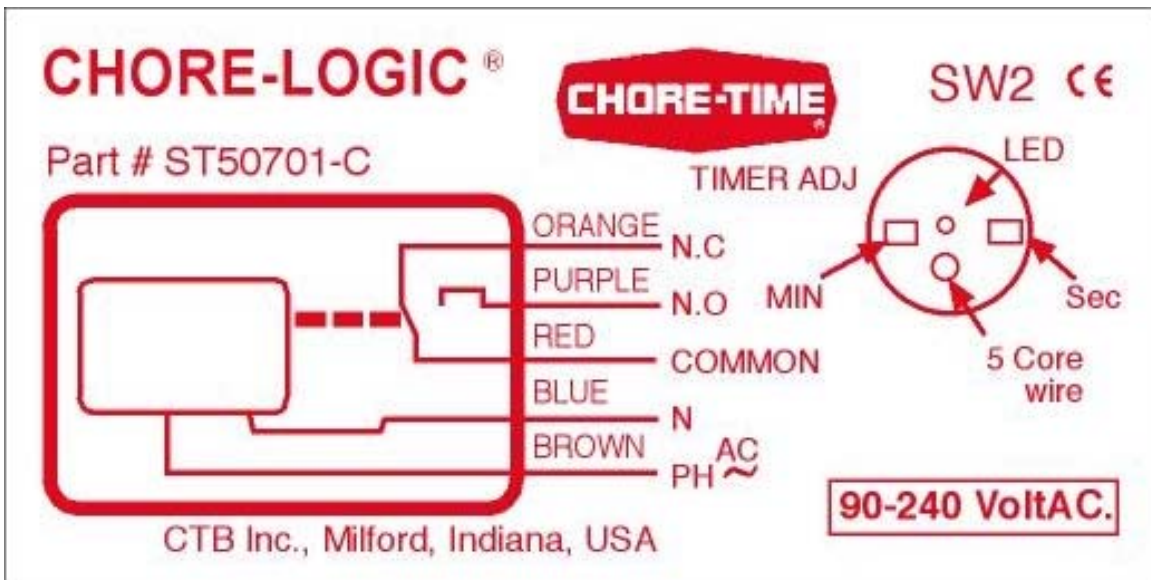 CHORE-LOGIC ®
CHORE-TIME ®
SW2 CE
Part # ST50701-C
TIMER ADJ
LED
ORANGE N.C
PURPLE N.O
MIN
Sec
RED COMMON
5 Core
wire
BLUE N
BROWN PH AC ~
90-240 VoltAC.
CTB Inc., Milford, Indiana, USA